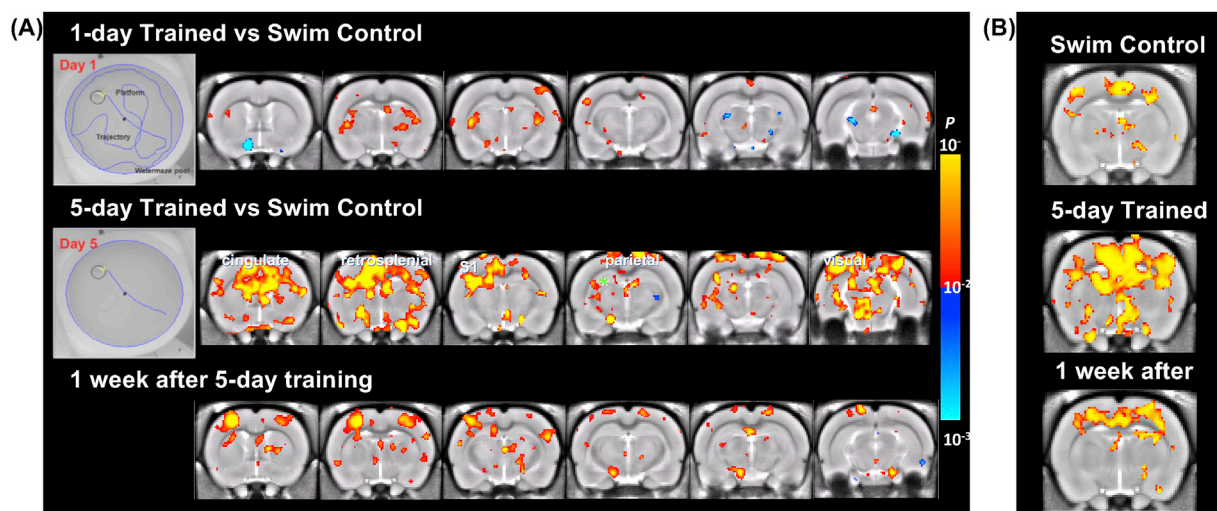 (A)
1-day Trained vs Swim Control
Day 1
Platform
Trajectory
Watermaze pool
P
10-
10-2
10-3
5-day Trained vs Swim Control
Day 5
cingulate
retrosplenial
S1
parietal
visual
1 week after 5-day training
(B)
Swim Control
5-day Trained
1 week after